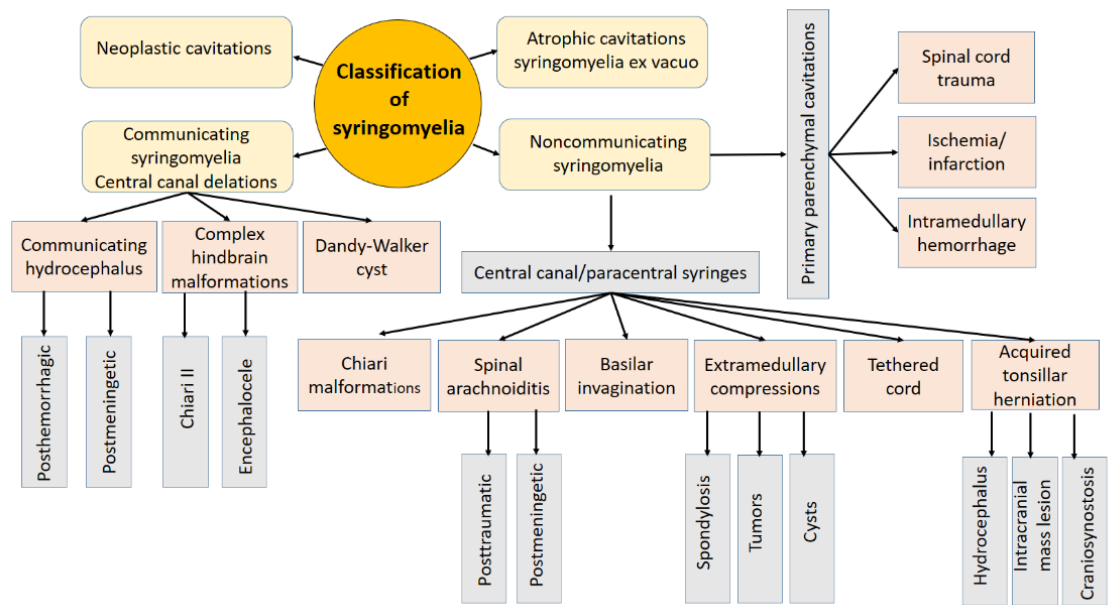 Neoplastic cavitations
Classification
of
syringomyelia
Atrophic cavitations
syringomyelia ex vacuo
Communicating
syringomyelia
Central canal delations
Noncommunicating
syringomyelia
Primary parenchymal cavitations
Spinal cord
trauma
Ischemia/
infarction
Intramedullary
hemorrhage
Communicating
hydrocephalus
Complex
hindbrain
malformations
Dandy-Walker
cyst
Posthemorrhagic
Postmeningetic
Chiari II
Encephalocele
Central canal/paracentral syringes
Chiari
malformations
Spinal
arachnoiditis
Basilar
invagination
Extramedullary
compressions
Tethered
cord
Acquired
tonsillar
herniation
Posttraumatic
Postmeningetic
Spondylosis
Tumors
Cysts
Hydrocephalus
Intracranial
mass lesion
Craniosynostosis